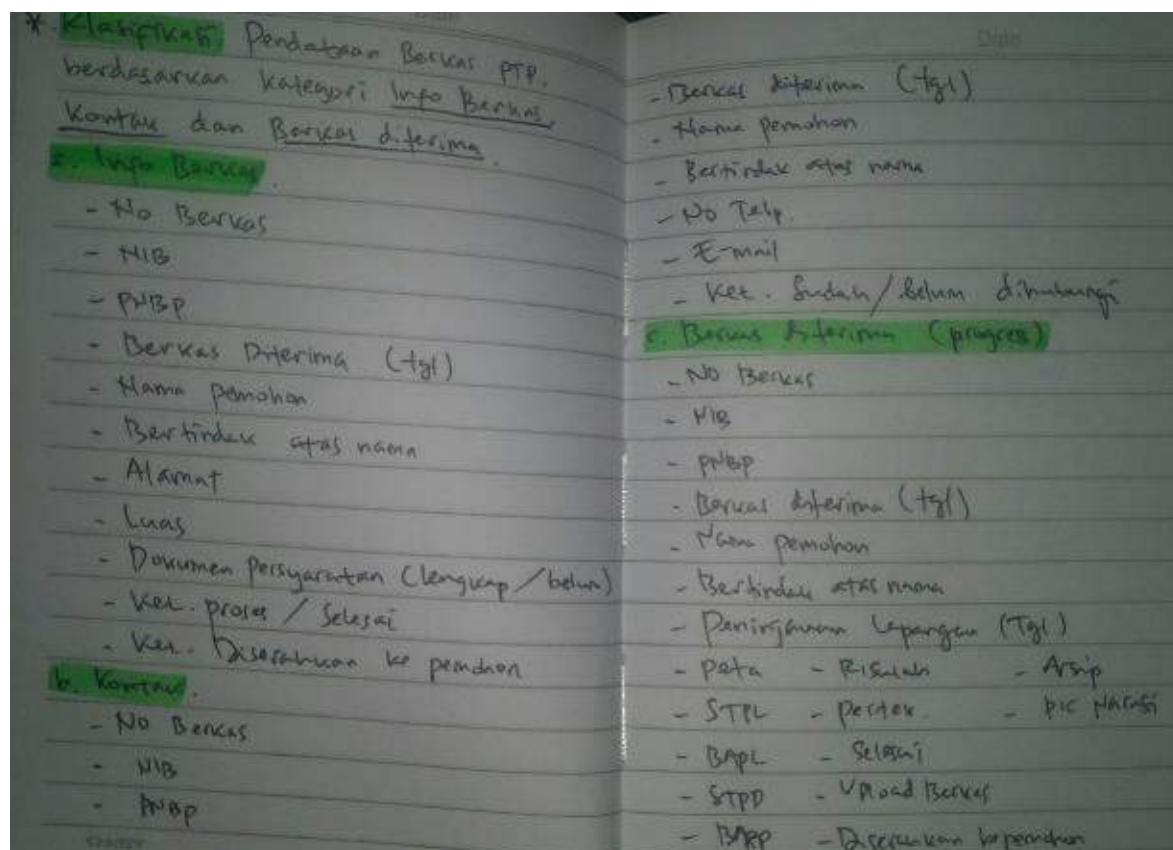 * Klasifikasi Pendataan Berkas PTP.
berdasarkan kategori Info Berkas,
Kontak dan Berkas diterima.
a. Info Berkas.
- No Berkas
- NIB
- PNBP
- Berkas Diterima (tgl)
- Nama pemohon
- Bertindak atas nama
- Alamat
- Luas
- Dokumen Persyaratan (lengkap/belum)
- Ket. proses / Selesai
- Ket. Diserahkan ke pemohon
b. Kontak.
- No Berkas
- NIB
- PNBP
- Berkas diterima (tgl)
- Nama pemohon
- Bertindak atas nama
- No Telp.
- E-mail
- Ket. Sudah/Belum dihubungi
c. Berkas diterima (progres)
- No Berkas
- NIB
- PNBP
- Berkas diterima (tgl)
- Nama pemohon
- Bertindak atas nama
- Peninjauan Lapangan (Tgl)
- Peta - Risalah - Arsip
- STPL - Pertek. - PIC Narasi
- BAPL - Selesai
- STPP - Upload Berkas
- BAPP - Diserahkan ke pemohon